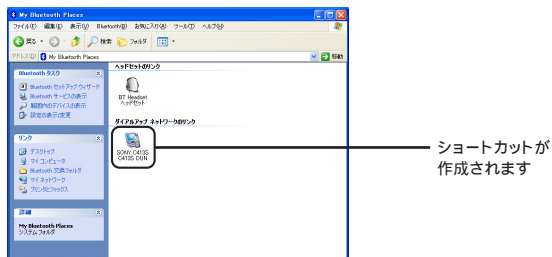 My Bluetooth Places
ファイル(F) 編集(E) 表示(V) Bluetooth(B) お気に入り(A) ツール(T) ヘルプ(H)
戻る 検索 フォルダ
アドレス(D) My Bluetooth Places 移動
Bluetooth タスク
Bluetooth セットアップ ウィザード
Bluetooth サービスの表示
範囲内のデバイスの表示
設定の表示/変更
リンク
デスクトップ
マイ コンピュータ
Bluetooth 交換フォルダ
マイ ネットワーク
プリンタとファックス
詳細
My Bluetooth Places
システム フォルダ
ヘッドセットのリンク
BT Headset
ヘッドセット
ダイアルアップ ネットワークのリンク
SONY C413S
C413S DUN
ショートカットが
作成されます